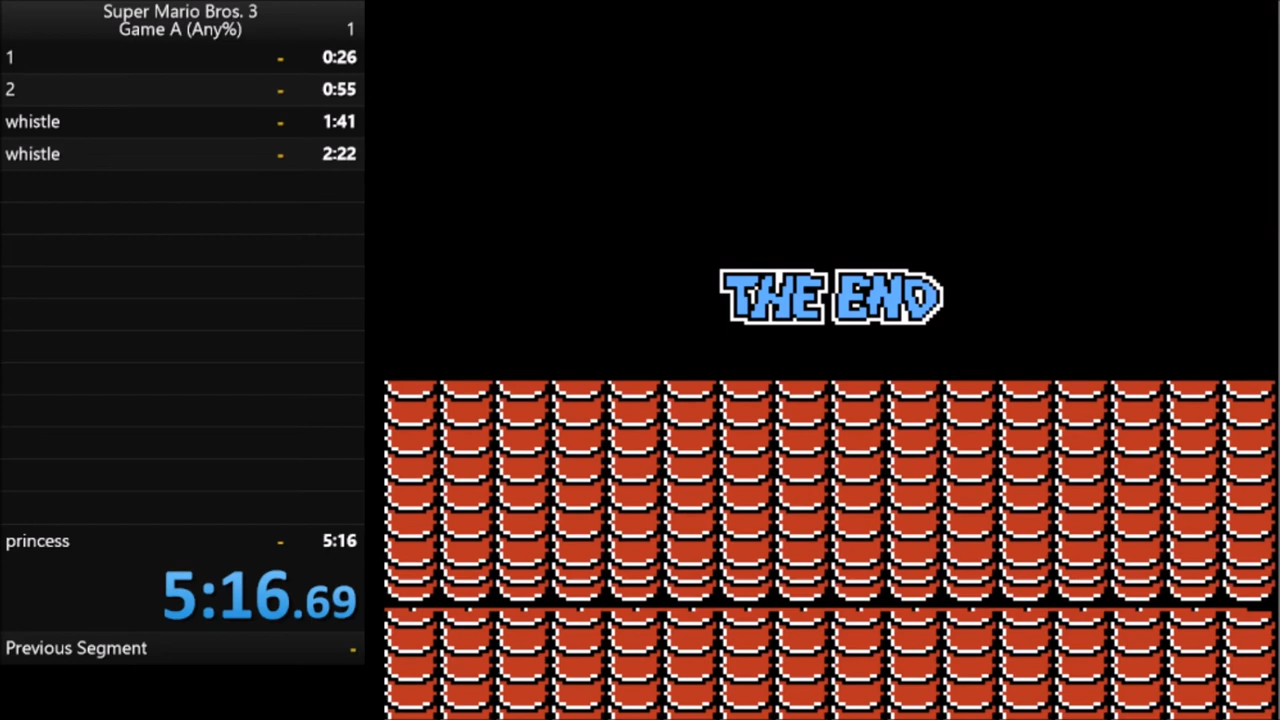 Super Mario Bros. 3
Game A (Any%) 1
1 - 0:26
2 - 0:55
whistle - 1:41
whistle - 2:22
THE END
princess - 5:16
5:16.69
Previous Segment -